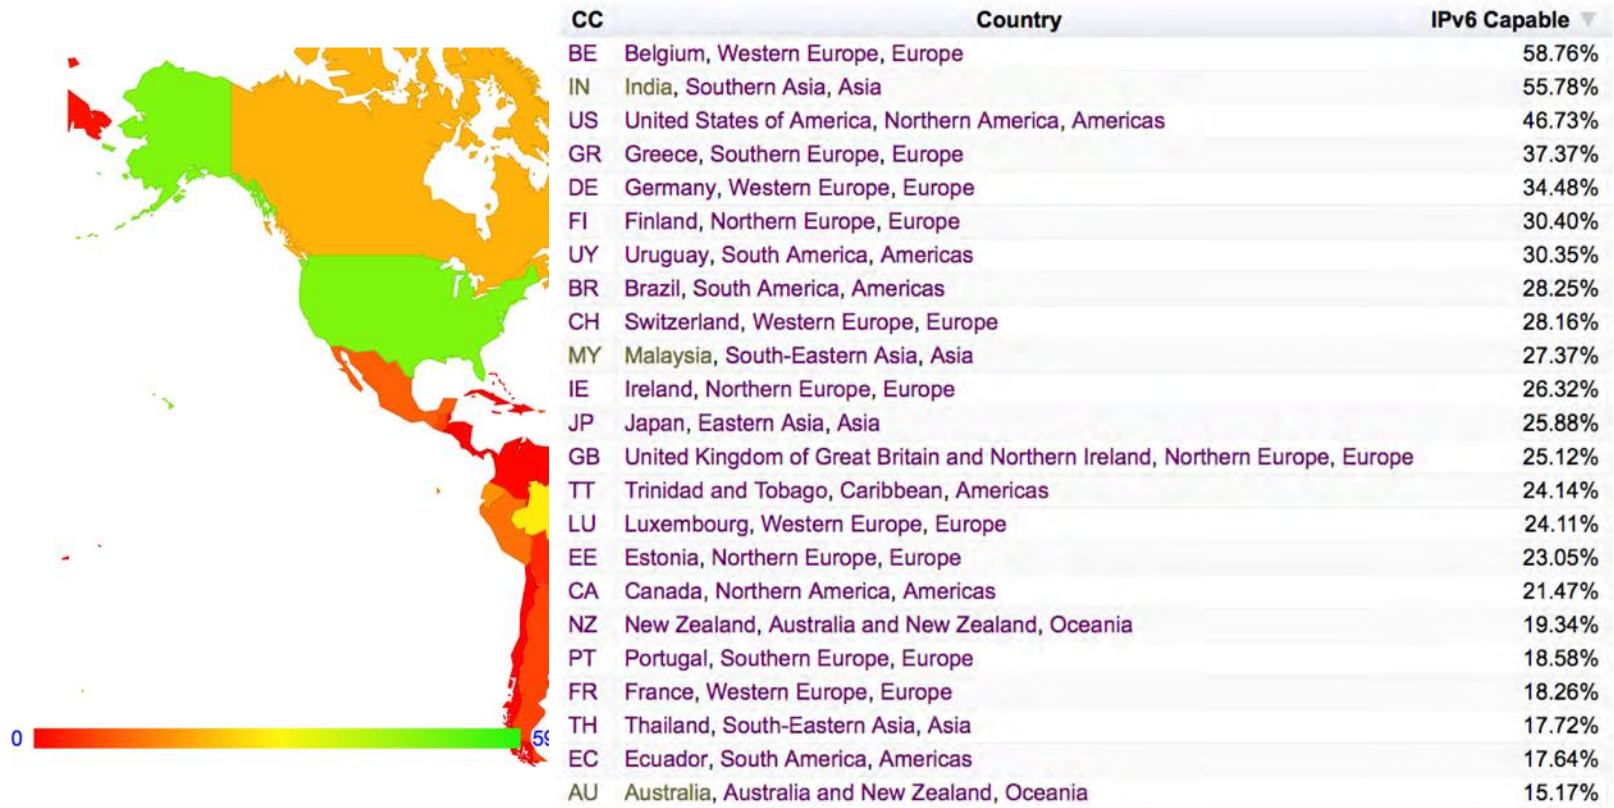 CC Country IPv6 Capable
BE Belgium, Western Europe, Europe 58.76%
IN India, Southern Asia, Asia 55.78%
US United States of America, Northern America, Americas 46.73%
GR Greece, Southern Europe, Europe 37.37%
DE Germany, Western Europe, Europe 34.48%
FI Finland, Northern Europe, Europe 30.40%
UY Uruguay, South America, Americas 30.35%
BR Brazil, South America, Americas 28.25%
CH Switzerland, Western Europe, Europe 28.16%
MY Malaysia, South-Eastern Asia, Asia 27.37%
IE Ireland, Northern Europe, Europe 26.32%
JP Japan, Eastern Asia, Asia 25.88%
GB United Kingdom of Great Britain and Northern Ireland, Northern Europe, Europe 25.12%
TT Trinidad and Tobago, Caribbean, Americas 24.14%
LU Luxembourg, Western Europe, Europe 24.11%
EE Estonia, Northern Europe, Europe 23.05%
CA Canada, Northern America, Americas 21.47%
NZ New Zealand, Australia and New Zealand, Oceania 19.34%
PT Portugal, Southern Europe, Europe 18.58%
FR France, Western Europe, Europe 18.26%
TH Thailand, South-Eastern Asia, Asia 17.72%
EC Ecuador, South America, Americas 17.64%
AU Australia, Australia and New Zealand, Oceania 15.17%
0 59